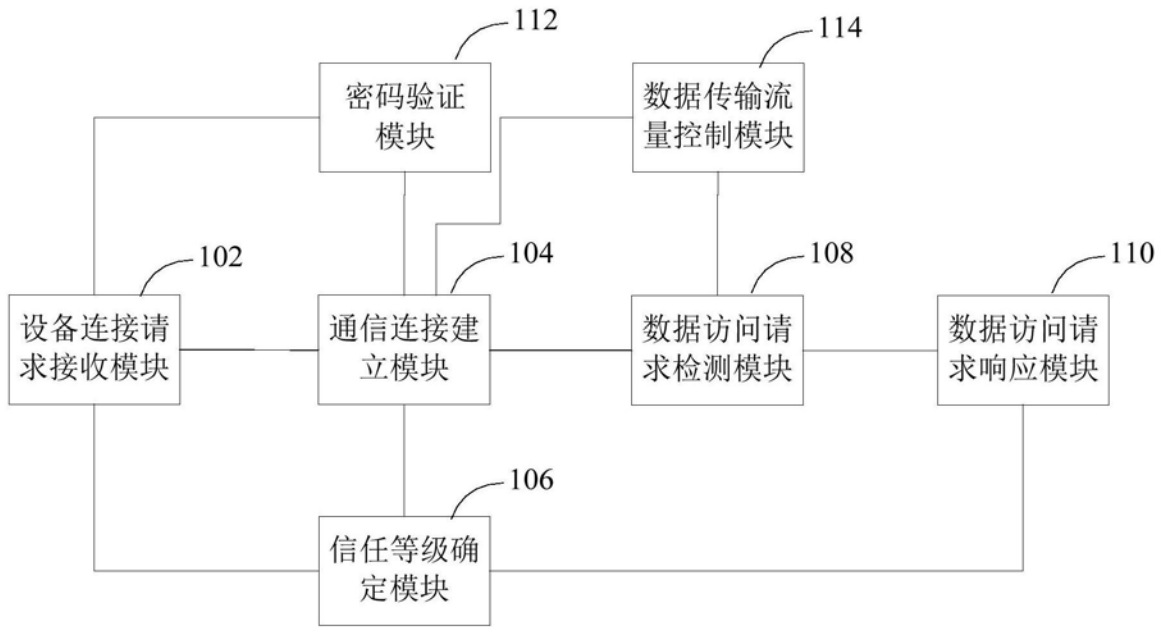 112
密码验证
模块
114
数据传输流
量控制模块
102
设备连接请
求接收模块
104
通信连接建
立模块
108
数据访问请
求检测模块
110
数据访问请
求响应模块
106
信任等级确
定模块